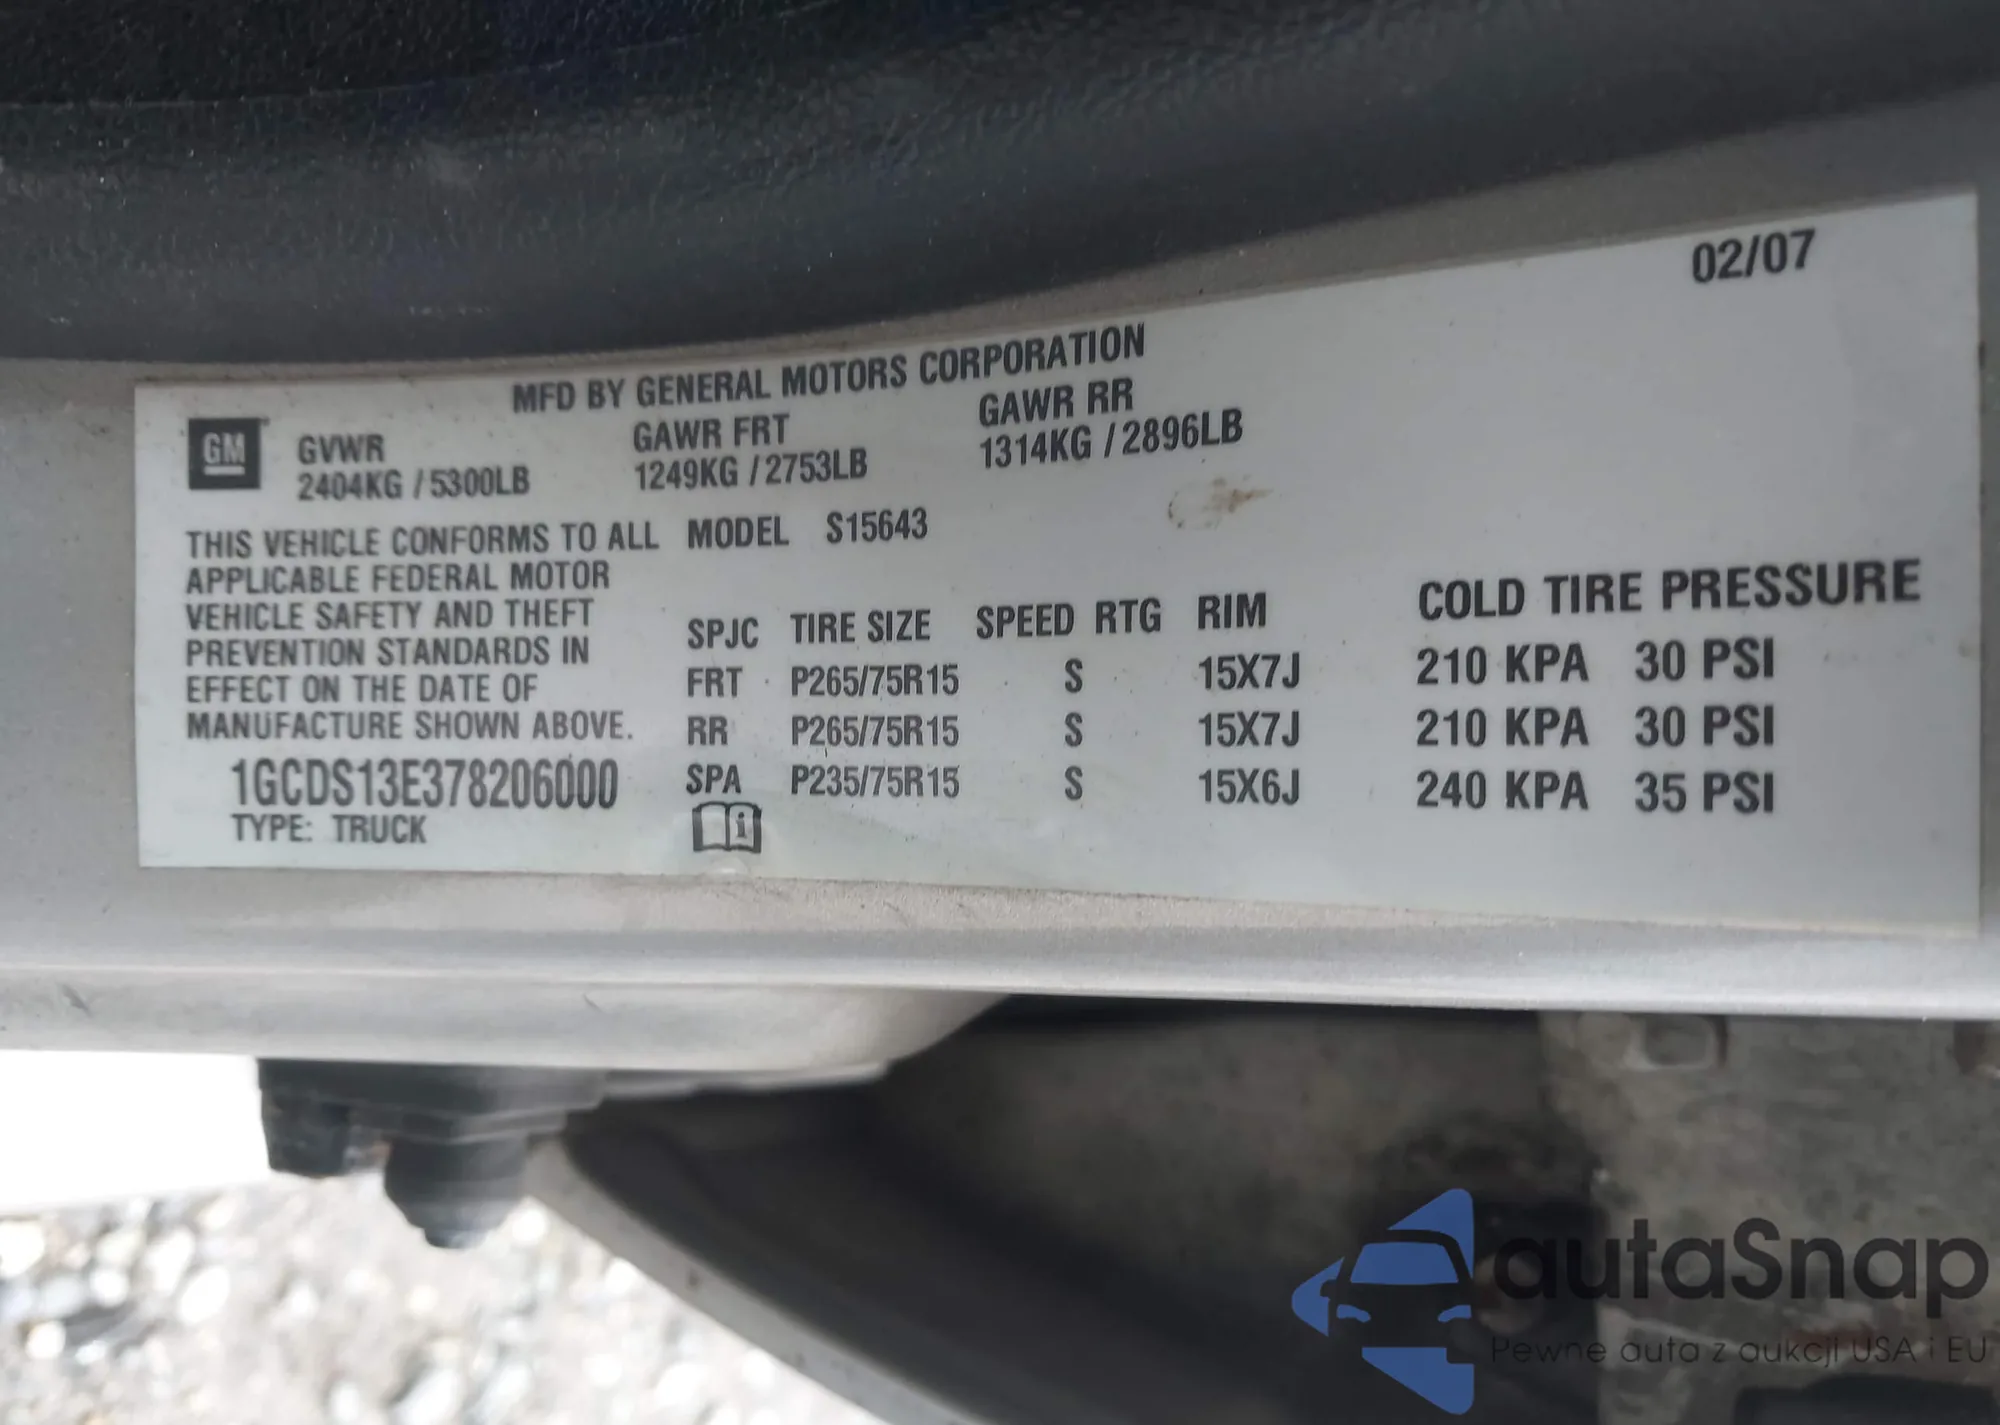 02/07
MFD BY GENERAL MOTORS CORPORATION
GM GVWR GAWR FRT GAWR RR
2404KG / 5300LB 1249KG / 2753LB 1314KG / 2896LB
THIS VEHICLE CONFORMS TO ALL
APPLICABLE FEDERAL MOTOR
VEHICLE SAFETY AND THEFT
PREVENTION STANDARDS IN
EFFECT ON THE DATE OF
MANUFACTURE SHOWN ABOVE.
1GCDS13E378206000
TYPE: TRUCK
MODEL S15643
SPJC TIRE SIZE SPEED RTG RIM COLD TIRE PRESSURE
FRT P265/75R15 S 15X7J 210 KPA 30 PSI
RR P265/75R15 S 15X7J 210 KPA 30 PSI
SPA P235/75R15 S 15X6J 240 KPA 35 PSI
i
autaSnap
Pewne auta z aukcji USA i EU